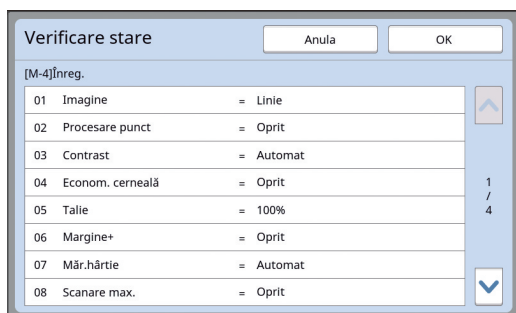 Verificare stare Anula OK
[M-4]Înreg.
01 Imagine = Linie
02 Procesare punct = Oprit
03 Contrast = Automat
04 Econom. cerneală = Oprit
05 Talie = 100%
06 Margine+ = Oprit
07 Măr.hârtie = Automat
08 Scanare max. = Oprit
1
/
4